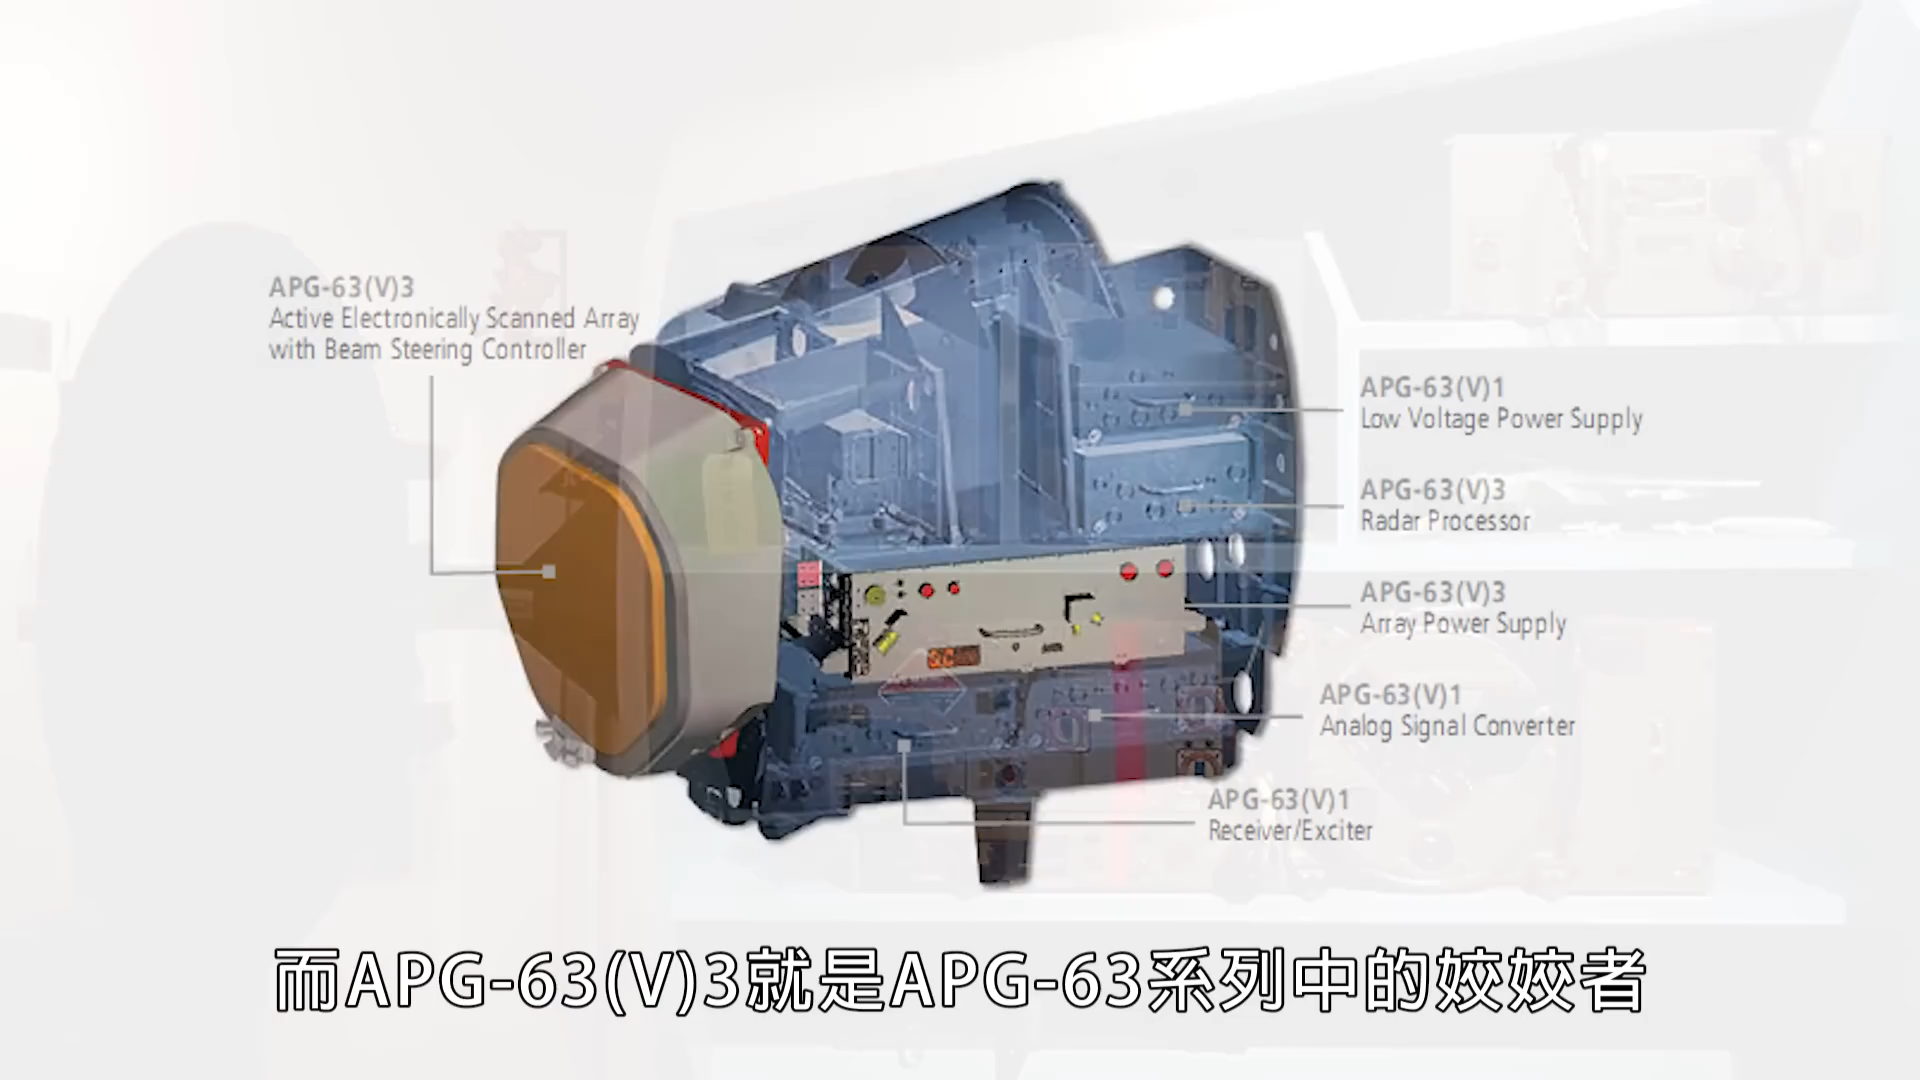 APG-63(V)3
Active Electronically Scanned Array
with Beam Steering Controller
APG-63(V)1
Low Voltage Power Supply
APG-63(V)3
Radar Processor
APG-63(V)3
Array Power Supply
APG-63(V)1
Analog Signal Converter
APG-63(V)1
Receiver/Exciter
而APG-63(V)3就是APG-63系列中的姣姣者